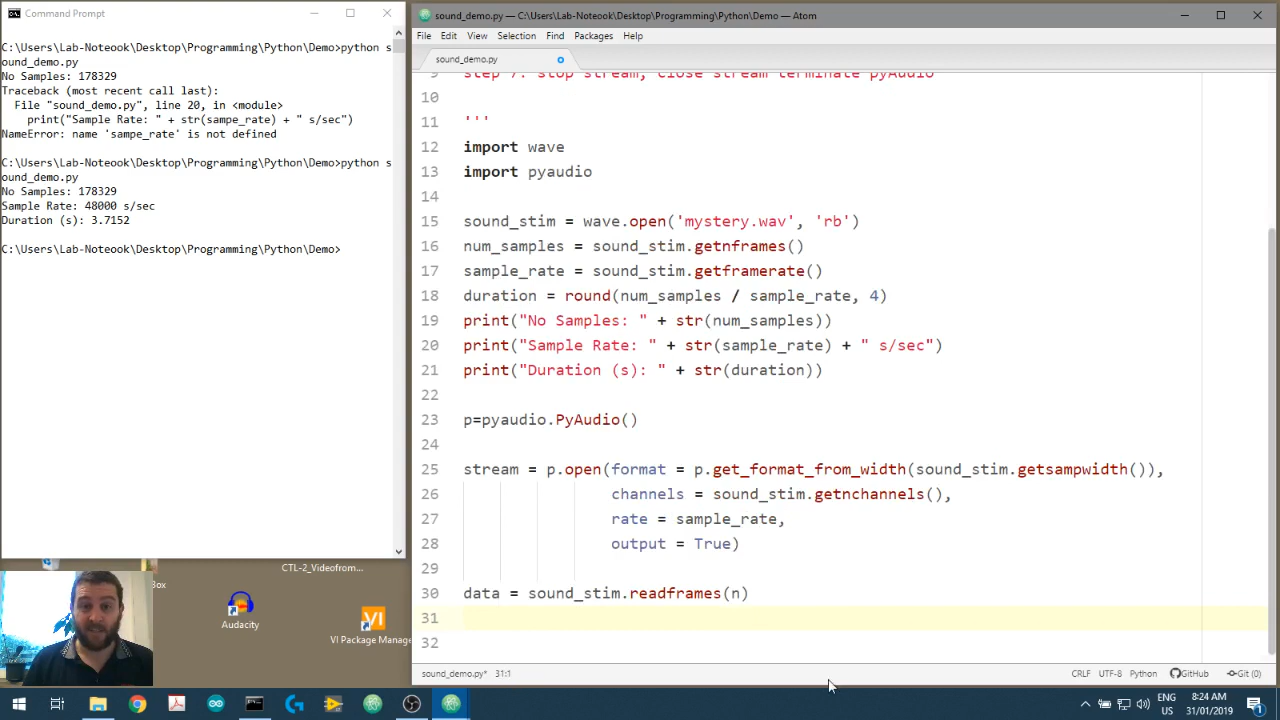 Command Prompt
C:\Users\Lab-Noteook\Desktop\Programming\Python\Demo>python s
ound_demo.py
No Samples: 178329
Traceback (most recent call last):
File "sound_demo.py", line 20, in <module>
print("Sample Rate: " + str(sampe_rate) + " s/sec")
NameError: name 'sampe_rate' is not defined
C:\Users\Lab-Noteook\Desktop\Programming\Python\Demo>python s
ound_demo.py
No Samples: 178329
Sample Rate: 48000 s/sec
Duration (s): 3.7152
C:\Users\Lab-Noteook\Desktop\Programming\Python\Demo>
sound_demo.py — C:\Users\Lab-Noteook\Desktop\Programming\Python\Demo — Atom
File Edit View Selection Find Packages Help
sound_demo.py
9 step 7: stop stream, close stream terminate pyAudio
10
11 '''
12 import wave
13 import pyaudio
14
15 sound_stim = wave.open('mystery.wav', 'rb')
16 num_samples = sound_stim.getnframes()
17 sample_rate = sound_stim.getframerate()
18 duration = round(num_samples / sample_rate, 4)
19 print("No Samples: " + str(num_samples))
20 print("Sample Rate: " + str(sample_rate) + " s/sec")
21 print("Duration (s): " + str(duration))
22
23 p=pyaudio.PyAudio()
24
25 stream = p.open(format = p.get_format_from_width(sound_stim.getsampwidth()),
26 channels = sound_stim.getnchannels(),
27 rate = sample_rate,
28 output = True)
29
30 data = sound_stim.readframes(n)
31
32
sound_demo.py* 31:1 CRLF UTF-8 Python GitHub Git (0)
CTL-2_Videofrom...
Box
Audacity
VI
VI Package Manage
ENG
US
8:24 AM
31/01/2019